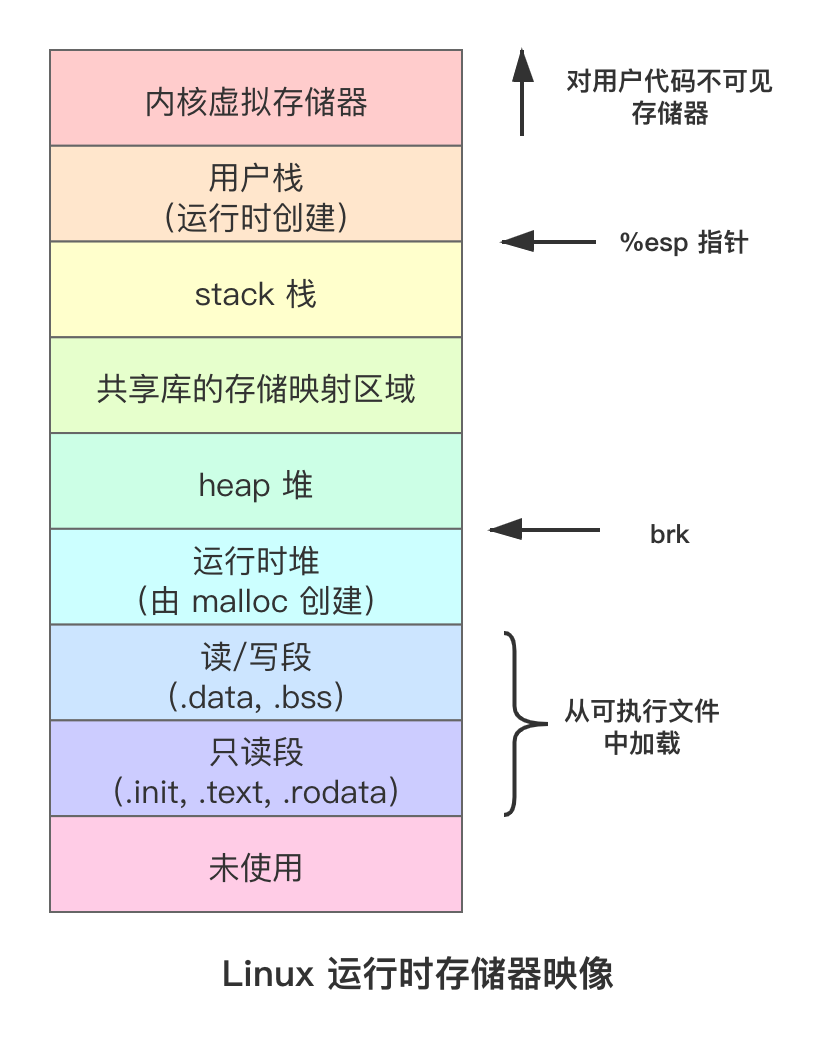 内核虚拟存储器
对用户代码不可见
存储器
用户栈
（运行时创建）
%esp 指针
stack 栈
共享库的存储映射区域
heap 堆
brk
运行时堆
（由 malloc 创建）
读/写段
（.data, .bss）
从可执行文件
中加载
只读段
（.init, .text, .rodata）
未使用
Linux 运行时存储器映像